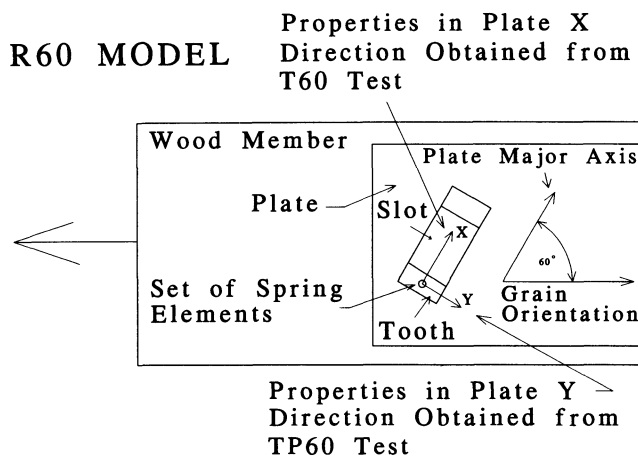 R60 MODEL
Properties in Plate X
Direction Obtained from
T60 Test
Wood Member
Plate Major Axis
Plate
Slot
X
60°
Set of Spring
Elements
Y
Tooth
Grain
Orientation
Properties in Plate Y
Direction Obtained from
TP60 Test